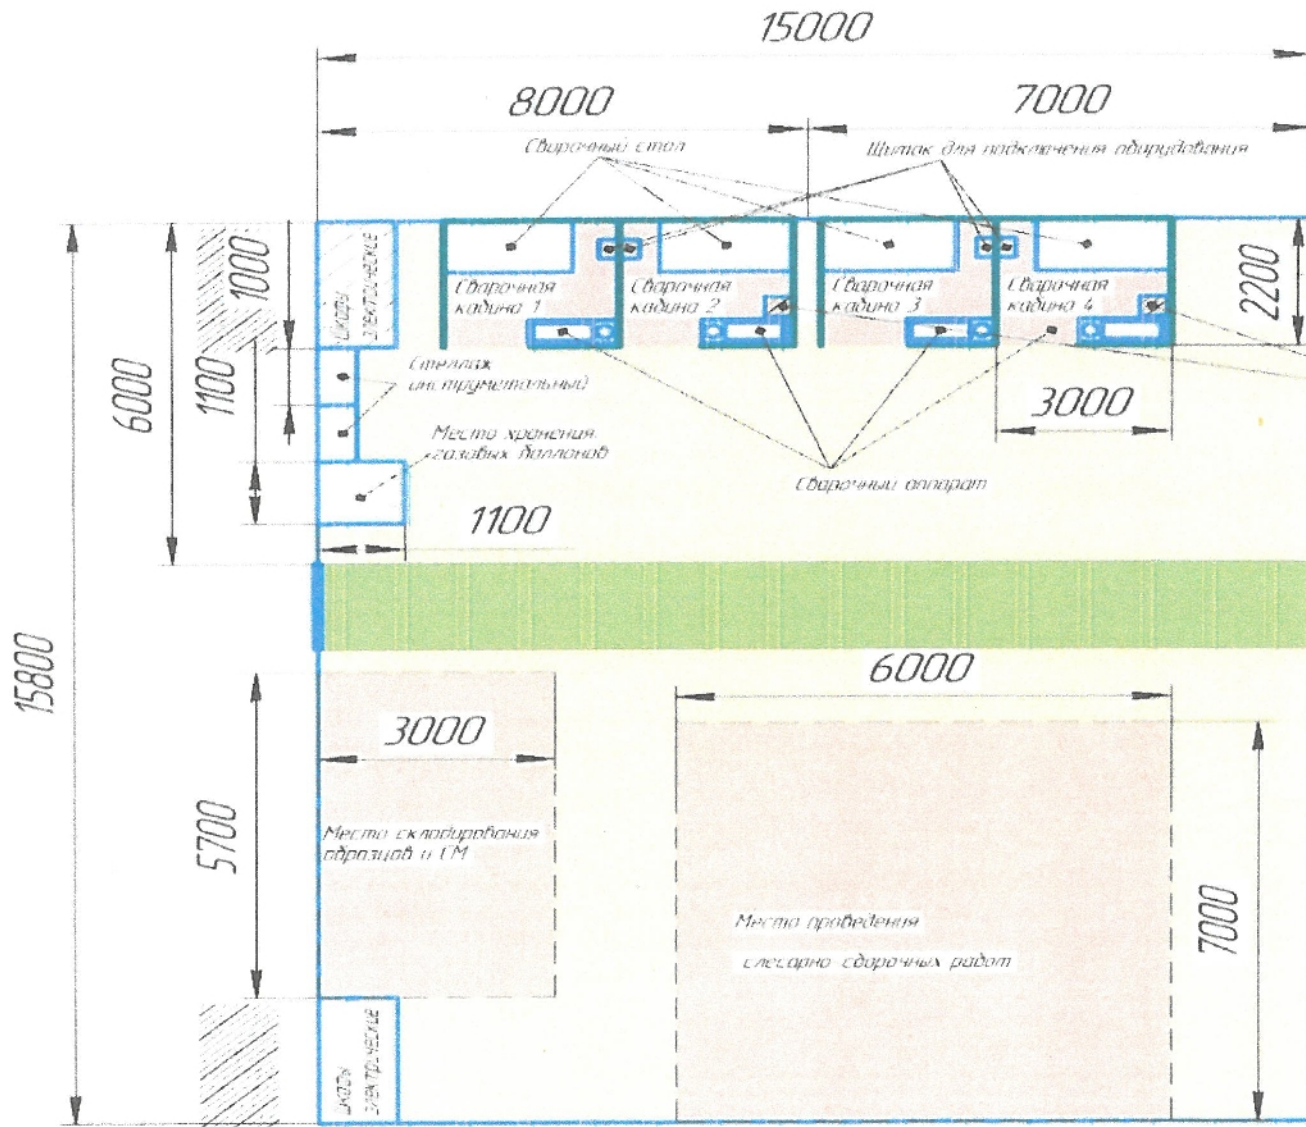 15000
8000
7000
Сварочный стол
Щиток для подключения оборудования
Шкафы
электрические
1000
Сварочная
кабина 1
Сварочная
кабина 2
Сварочная
кабина 3
Сварочная
кабина 4
2200
6000
1100
Стеллаж
инструметальный
Место хранения
газовых баллонов
3000
Сварочный аппарат
1100
15800
6000
3000
5700
Место складирования
образцов и СМ
Место проведения
слесарно-сварочных работ
7000
Шкафы
электрические